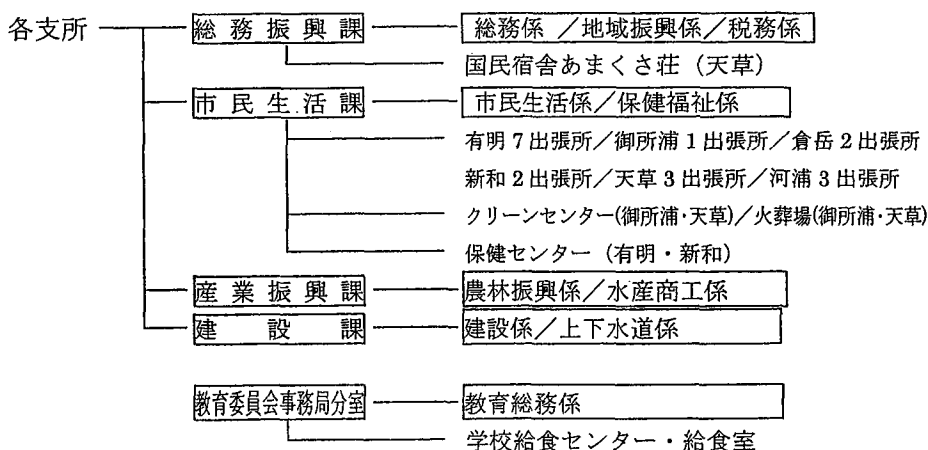 各支所 総務振興課 総務係／地域振興係／税務係
国民宿舎あまくさ荘（天草）
市民生活課 市民生活係／保健福祉係
有明7出張所／御所浦1出張所／倉岳2出張所
新和2出張所／天草3出張所／河浦3出張所
クリーンセンター(御所浦・天草)／火葬場(御所浦・天草)
保健センター（有明・新和）
産業振興課 農林振興係／水産商工係
建設課 建設係／上下水道係
教育委員会事務局分室 教育総務係
学校給食センター・給食室